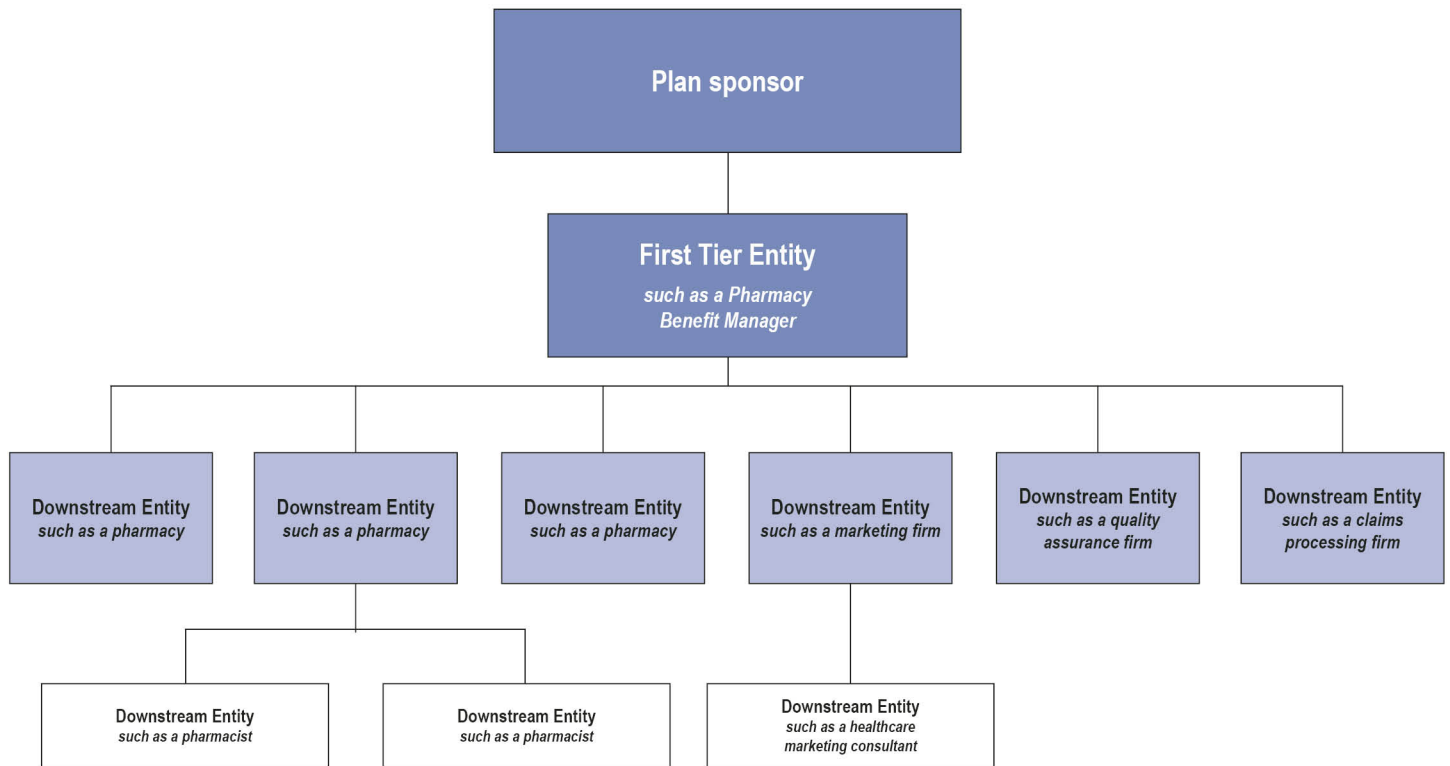 Plan sponsor
First Tier Entity
such as a Pharmacy
Benefit Manager
Downstream Entity
such as a pharmacy
Downstream Entity
such as a pharmacy
Downstream Entity
such as a pharmacy
Downstream Entity
such as a marketing firm
Downstream Entity
such as a quality
assurance firm
Downstream Entity
such as a claims
processing firm
Downstream Entity
such as a pharmacist
Downstream Entity
such as a pharmacist
Downstream Entity
such as a healthcare
marketing consultant